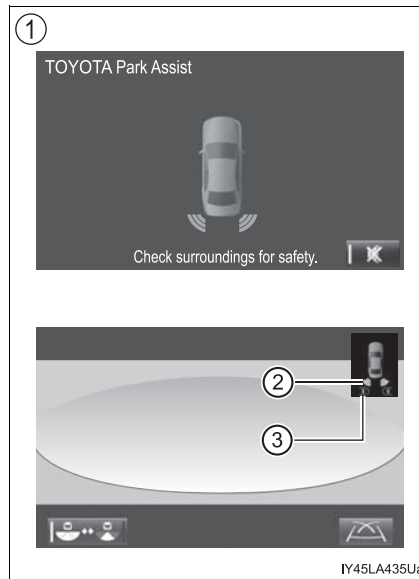 1
TOYOTA Park Assist
Check surroundings for safety.
2
3
IY45LA435Ua